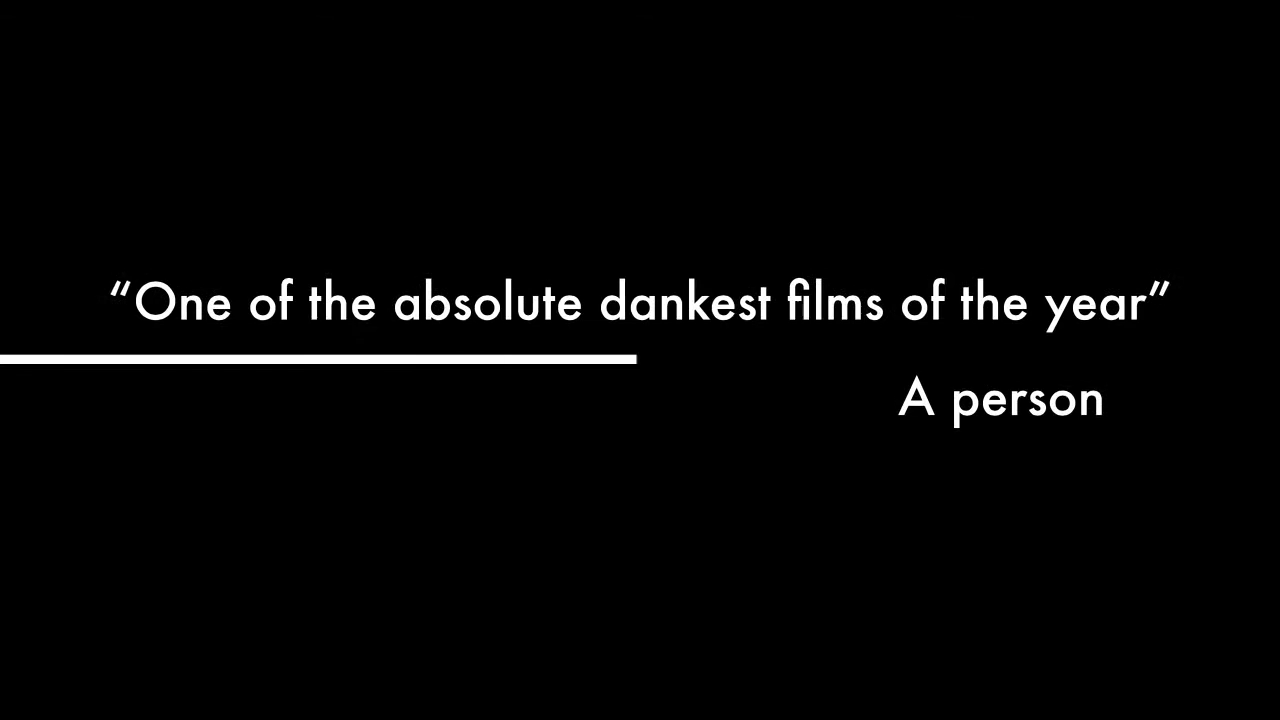 “One of the absolute dankest films of the year”
A person